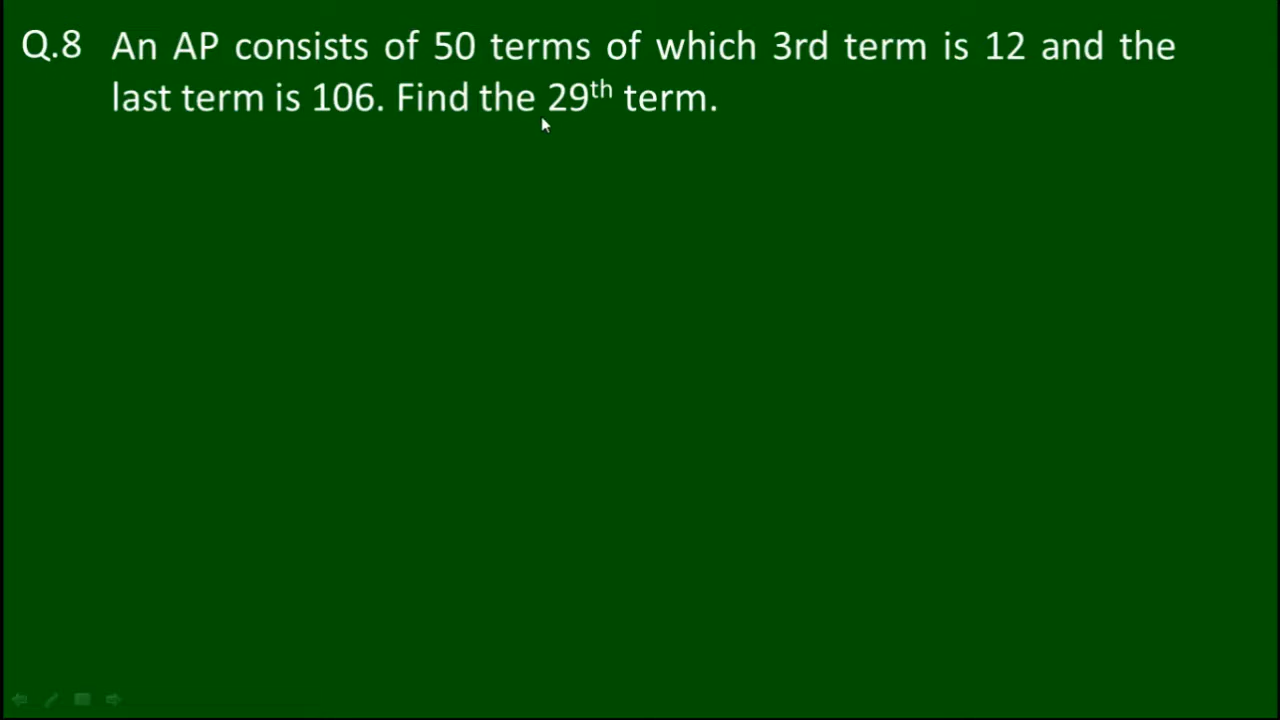 Q.8 An AP consists of 50 terms of which 3rd term is 12 and the
last term is 106. Find the 29th term.